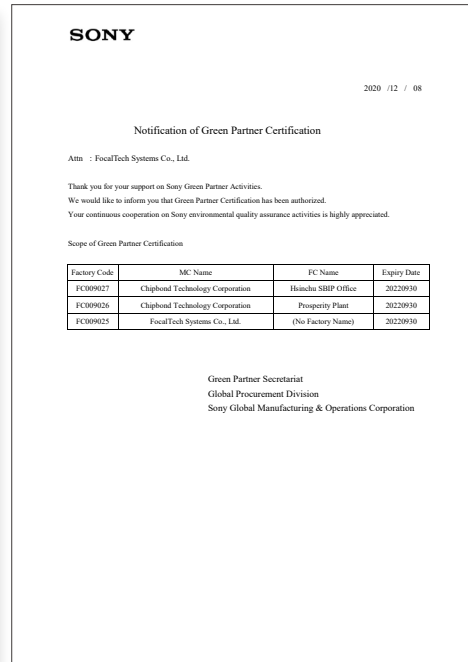 SONY
2020 /12 / 08
Notification of Green Partner Certification
Attn : FocalTech Systems Co., Ltd.
Thank you for your support on Sony Green Partner Activities.
We would like to inform you that Green Partner Certification has been authorized.
Your continuous cooperation on Sony environmental quality assurance activities is highly appreciated.
Scope of Green Partner Certification
Factory Code MC Name FC Name Expiry Date
FC009027 Chipbond Technology Corporation Hsinchu SBIP Office 20220930
FC009026 Chipbond Technology Corporation Prosperity Plant 20220930
FC009025 FocalTech Systems Co., Ltd. (No Factory Name) 20220930
Green Partner Secretariat
Global Procurement Division
Sony Global Manufacturing & Operations Corporation